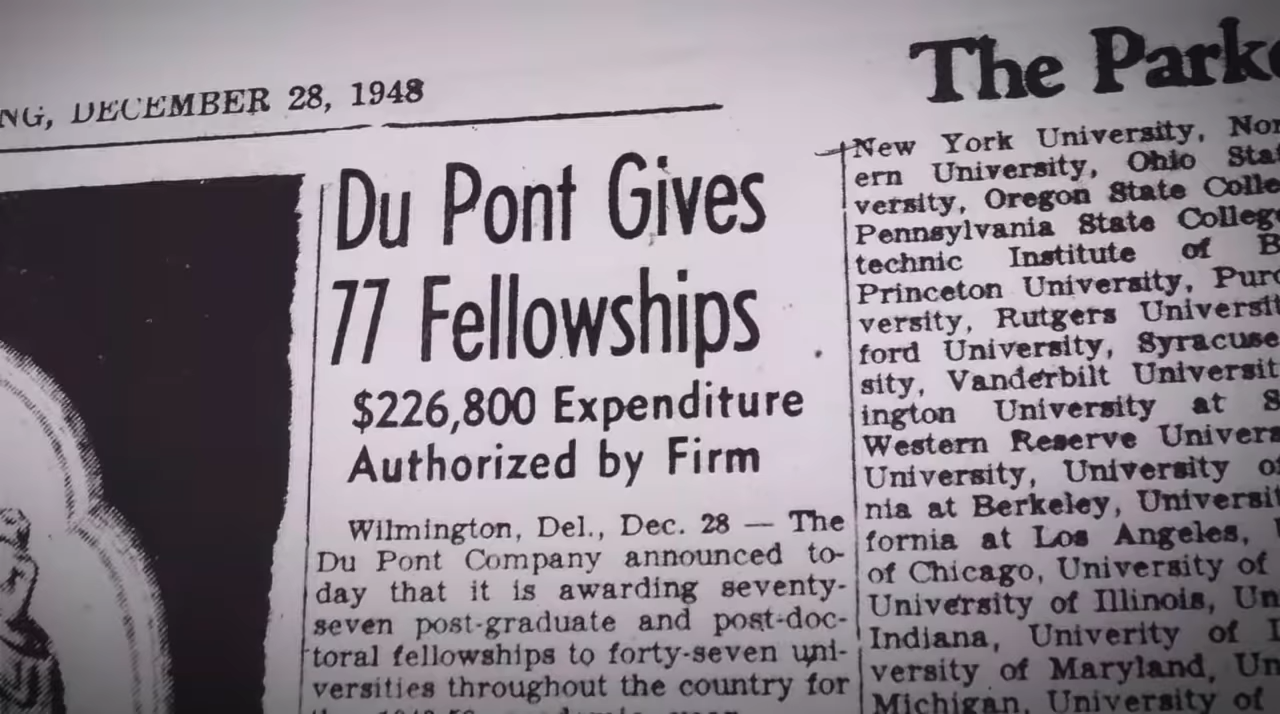 NG, DECEMBER 28, 1948
Du Pont Gives
77 Fellowships
$226,800 Expenditure
Authorized by Firm
Wilmington, Del., Dec. 28 — The
Du Pont Company announced to-
day that it is awarding seventy-
seven post-graduate and post-doc-
toral fellowships to forty-seven uni-
versities throughout the country for
The Parke
New York University, Nor
ern University, Ohio Sta
versity, Oregon State Colle
Pennsylvania State Colleg
technic Institute of B
Princeton University, Purd
versity, Rutgers Universit
ford University, Syracuse
sity, Vanderbilt Universit
ington University at S
Western Reserve Univers
University, University of
nia at Berkeley, Universit
fornia at Los Angeles,
of Chicago, University of
University of Illinois, Un
Indiana, Univerity of I
versity of Maryland, Un
Michigan, University of